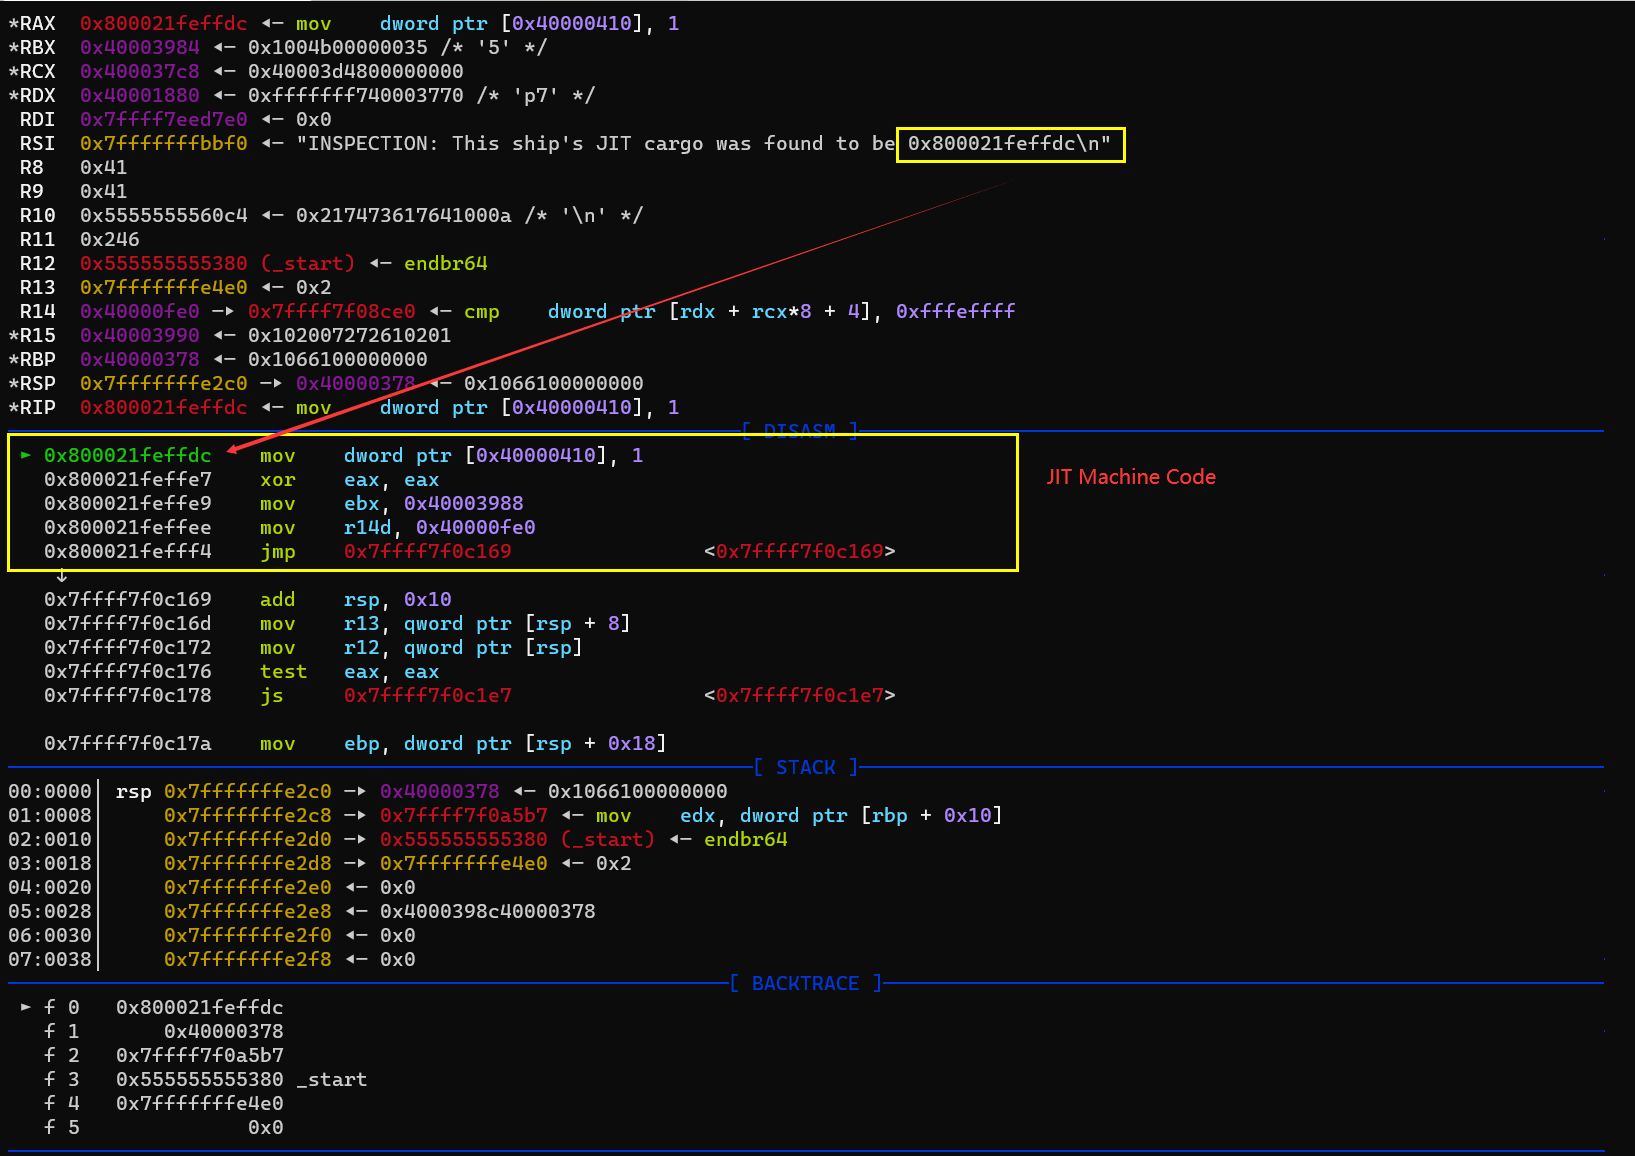 *RAX  0x800021feffdc ◂— mov    dword ptr [0x40000410], 1
*RBX  0x40003984 ◂— 0x1004b00000035 /* '5' */
*RCX  0x400037c8 ◂— 0x40003d4800000000
*RDX  0x40001880 ◂— 0xfffffff740003770 /* 'p7' */
 RDI  0x7ffff7eed7e0 ◂— 0x0
 RSI  0x7fffffffbbf0 ◂— "INSPECTION: This ship's JIT cargo was found to be 0x800021feffdc\n"
 R8   0x41
 R9   0x41
 R10  0x5555555560c4 ◂— 0x217473617641000a /* '\n' */
 R11  0x246
 R12  0x555555555380 (_start) ◂— endbr64
 R13  0x7fffffffe4e0 ◂— 0x2
 R14  0x40000fe0 —▸ 0x7ffff7f08ce0 ◂— cmp    dword ptr [rdx + rcx*8 + 4], 0xfffeffff
*R15  0x40003990 ◂— 0x102007272610201
*RBP  0x40000378 ◂— 0x1066100000000
*RSP  0x7fffffffe2c0 —▸ 0x40000378 ◂— 0x1066100000000
*RIP  0x800021feffdc ◂— mov    dword ptr [0x40000410], 1
[ DISASM ]
 ► 0x800021feffdc    mov    dword ptr [0x40000410], 1
   0x800021feffe7    xor    eax, eax
JIT Machine Code
   0x800021feffe9    mov    ebx, 0x40003988
   0x800021feffee    mov    r14d, 0x40000fe0
   0x800021fefff4    jmp    0x7ffff7f0c169                <0x7ffff7f0c169>
    ↓
   0x7ffff7f0c169    add    rsp, 0x10
   0x7ffff7f0c16d    mov    r13, qword ptr [rsp + 8]
   0x7ffff7f0c172    mov    r12, qword ptr [rsp]
   0x7ffff7f0c176    test   eax, eax
   0x7ffff7f0c178    js     0x7ffff7f0c1e7                <0x7ffff7f0c1e7>
   0x7ffff7f0c17a    mov    ebp, dword ptr [rsp + 0x18]
[ STACK ]
00:0000│ rsp 0x7fffffffe2c0 —▸ 0x40000378 ◂— 0x1066100000000
01:0008│     0x7fffffffe2c8 —▸ 0x7ffff7f0a5b7 ◂— mov    edx, dword ptr [rbp + 0x10]
02:0010│     0x7fffffffe2d0 —▸ 0x555555555380 (_start) ◂— endbr64
03:0018│     0x7fffffffe2d8 —▸ 0x7fffffffe4e0 ◂— 0x2
04:0020│     0x7fffffffe2e0 ◂— 0x0
05:0028│     0x7fffffffe2e8 ◂— 0x4000398c40000378
06:0030│     0x7fffffffe2f0 ◂— 0x0
07:0038│     0x7fffffffe2f8 ◂— 0x0
[ BACKTRACE ]
 ► f 0   0x800021feffdc
   f 1       0x40000378
   f 2   0x7ffff7f0a5b7
   f 3   0x555555555380 _start
   f 4   0x7fffffffe4e0
   f 5              0x0